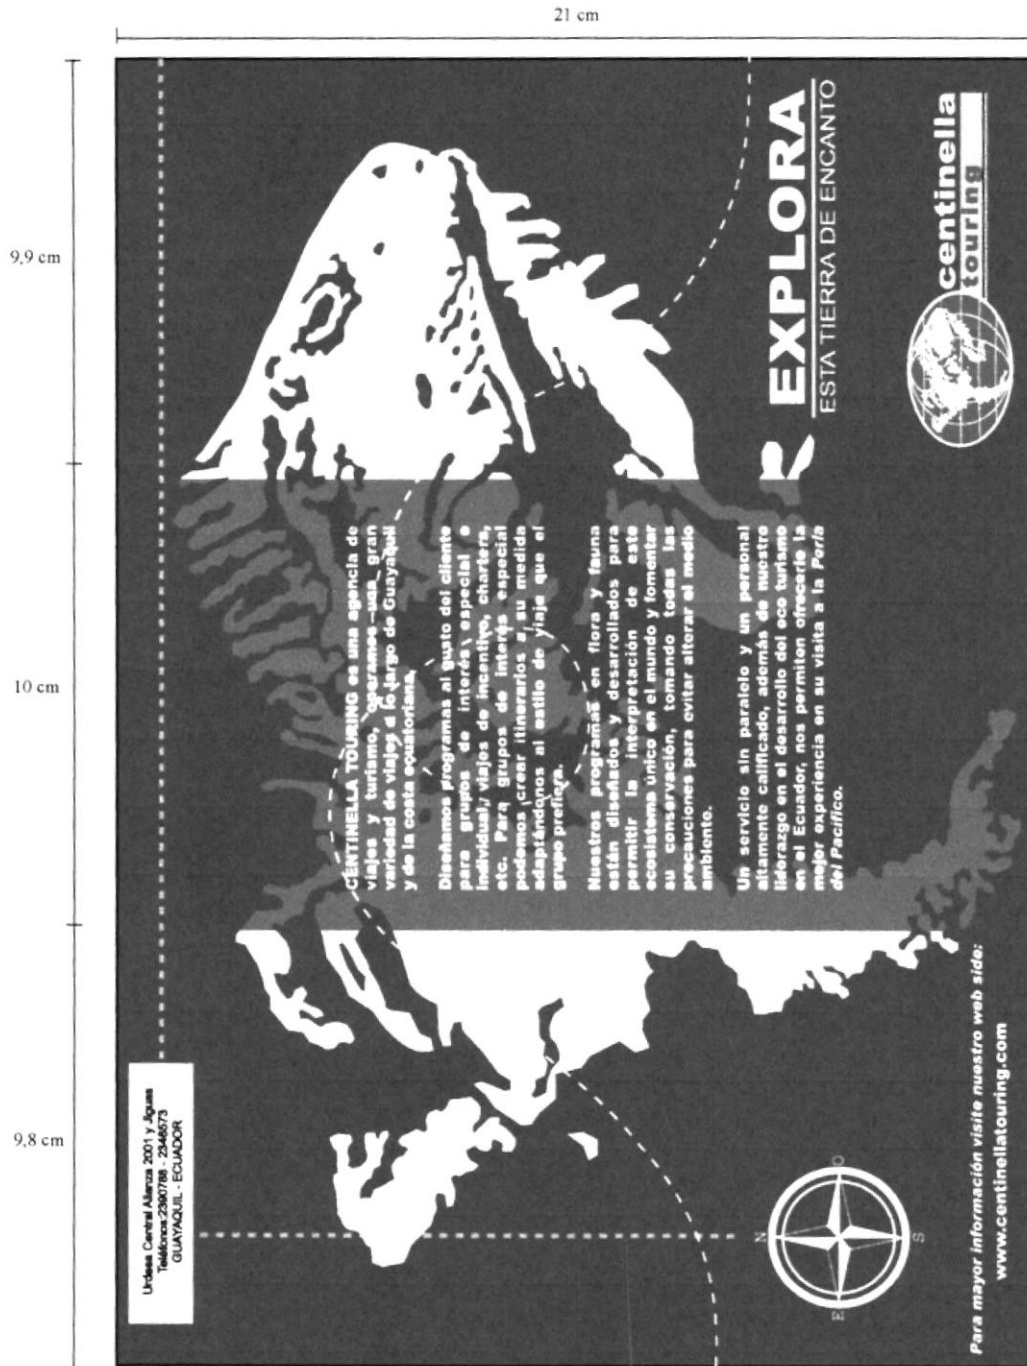 21 cm
9,9 cm
10 cm
9,8 cm
EXPLORA
ESTA TIERRA DE ENCANTO
centinella
touring
CENTINELLA TOURING es una agencia de
viajes y turismo, operamos una gran
variedad de viajes a lo largo de Guayaquil
y de la costa ecuatoriana.
Diseñamos programas al gusto del cliente
para grupos de interés especial e
individual, viajes de incentivo, charters,
etc. Para grupos de interés especial
podemos crear itinerarios a su medida
adaptándonos al estilo de viaje que el
grupo prefiera.
Nuestros programas en flora y fauna
están diseñados y desarrollados para
permitir la interpretación de este
ecosistema único en el mundo y fomentar
su conservación, tomando todas las
precauciones para evitar alterar el medio
ambiente.
Un servicio sin paralelo y un personal
altamente calificado, además de nuestro
liderazgo en el desarrollo del eco turismo
en el Ecuador, nos permiten ofrecerle la
mejor experiencia en su visita a la Perla
del Pacífico.
Urdesa Central Alianza 2001 y Jiguas
Teléfonos:2390788 - 2346573
GUAYAQUIL - ECUADOR
N
O
S
E
Para mayor información visite nuestro web side:
www.centinellatouring.com